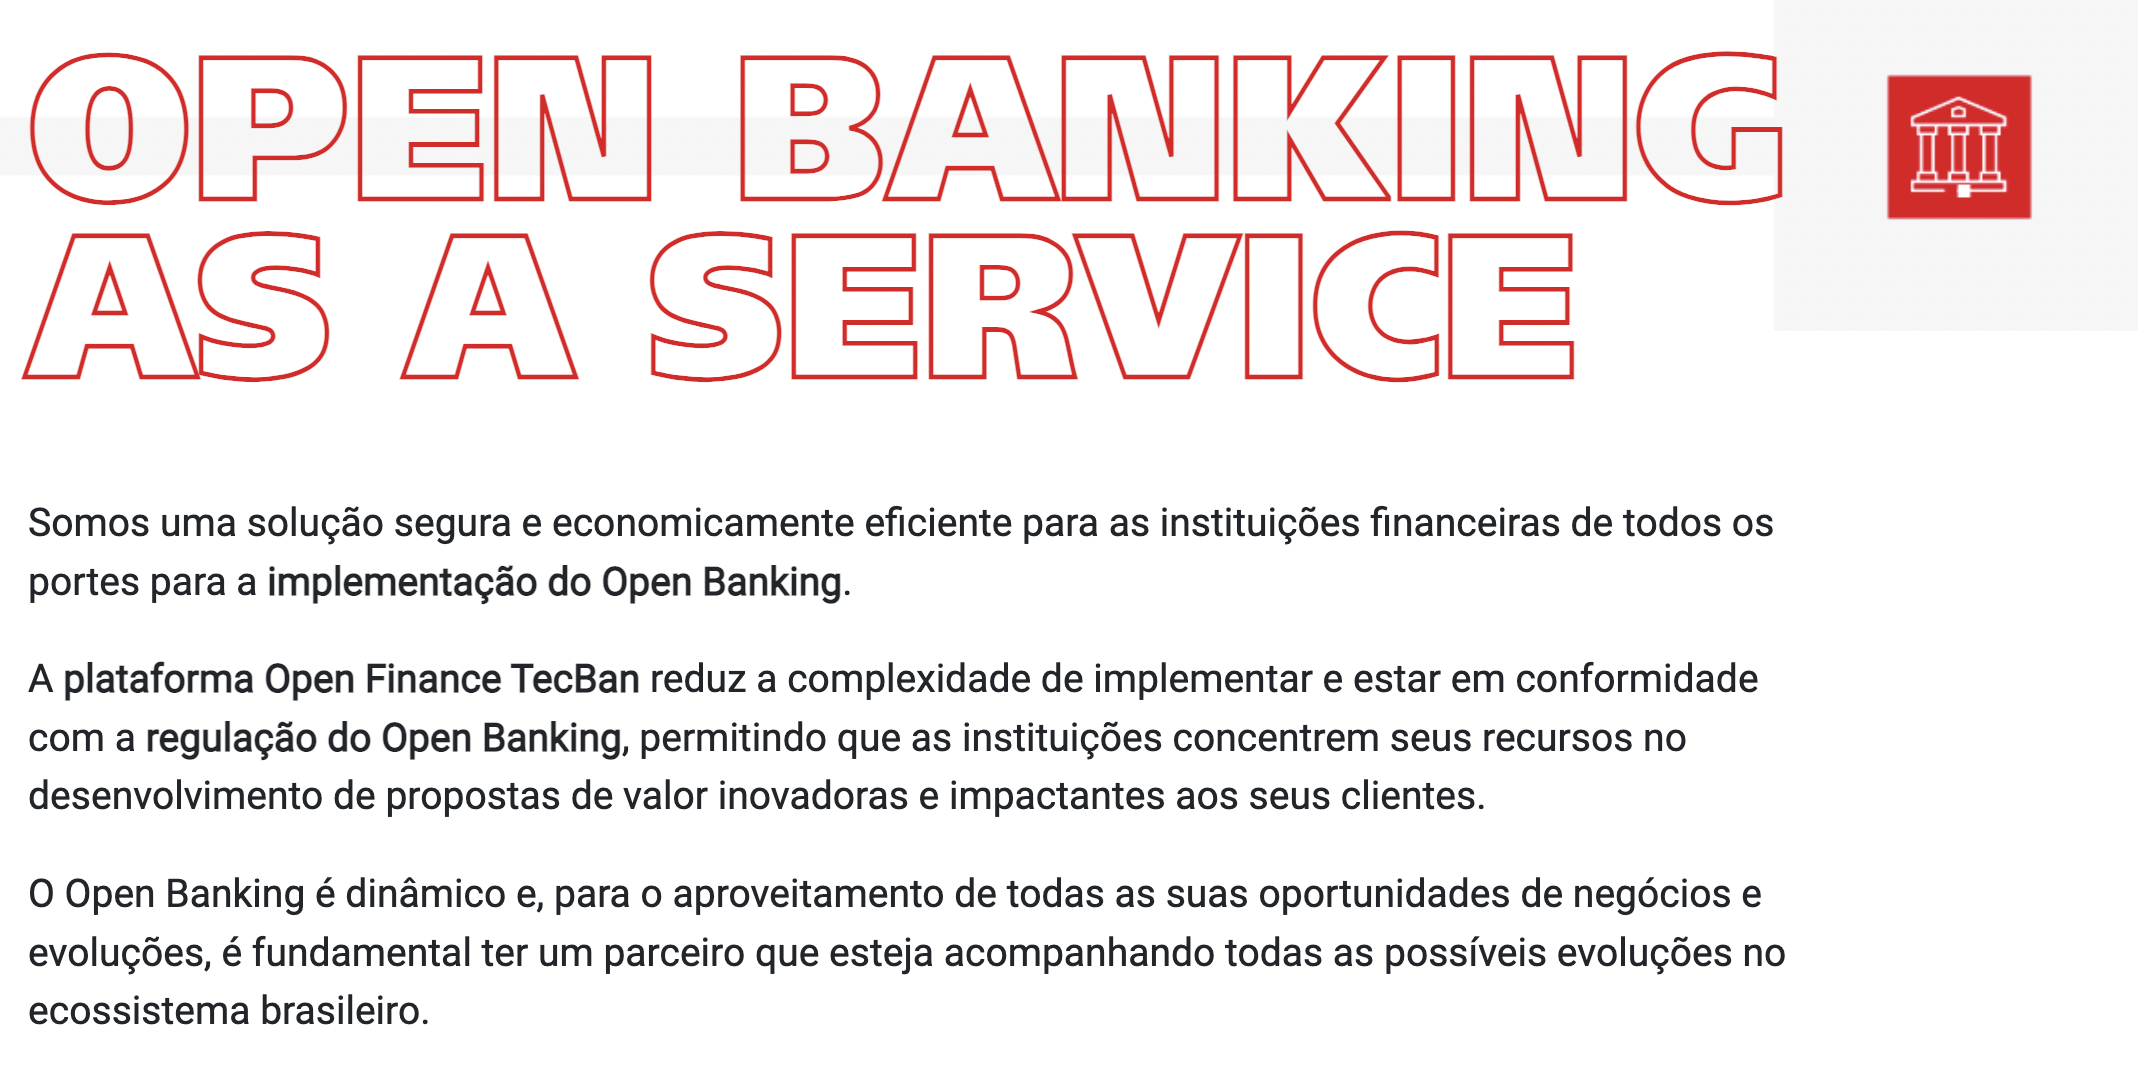 OPEN BANKING
AS A SERVICE
Somos uma solução segura e economicamente eficiente para as instituições financeiras de todos os
portes para a implementação do Open Banking.
A plataforma Open Finance TecBan reduz a complexidade de implementar e estar em conformidade
com a regulação do Open Banking, permitindo que as instituições concentrem seus recursos no
desenvolvimento de propostas de valor inovadoras e impactantes aos seus clientes.
O Open Banking é dinâmico e, para o aproveitamento de todas as suas oportunidades de negócios e
evoluções, é fundamental ter um parceiro que esteja acompanhando todas as possíveis evoluções no
ecossistema brasileiro.